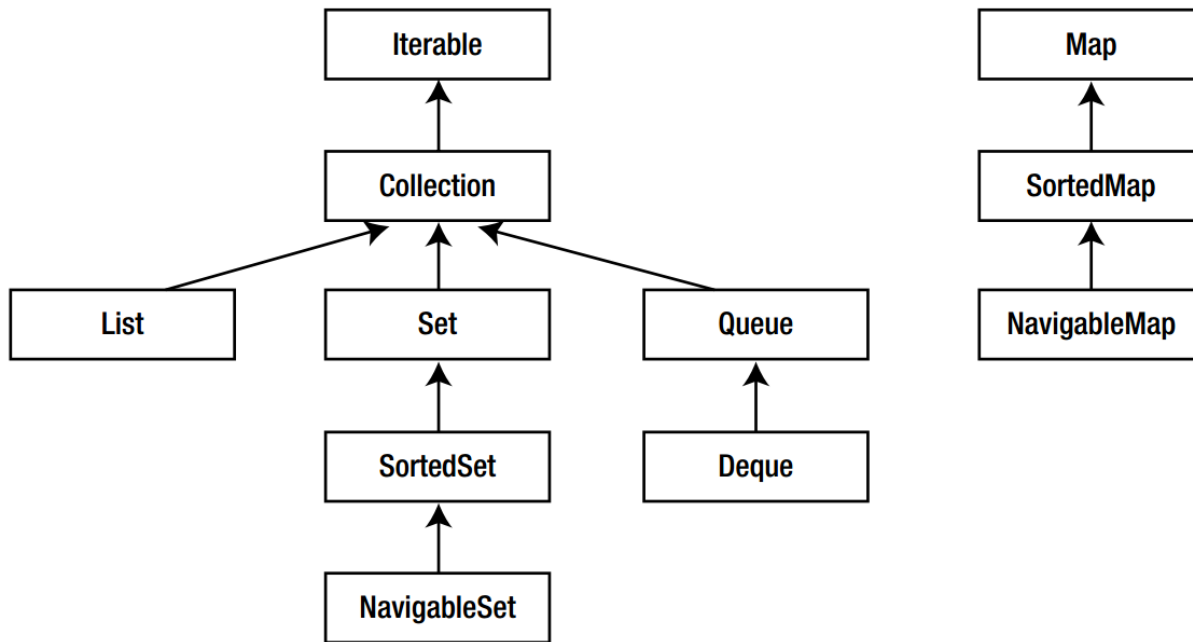 Iterable
Map
Collection
SortedMap
List
Set
Queue
NavigableMap
SortedSet
Deque
NavigableSet